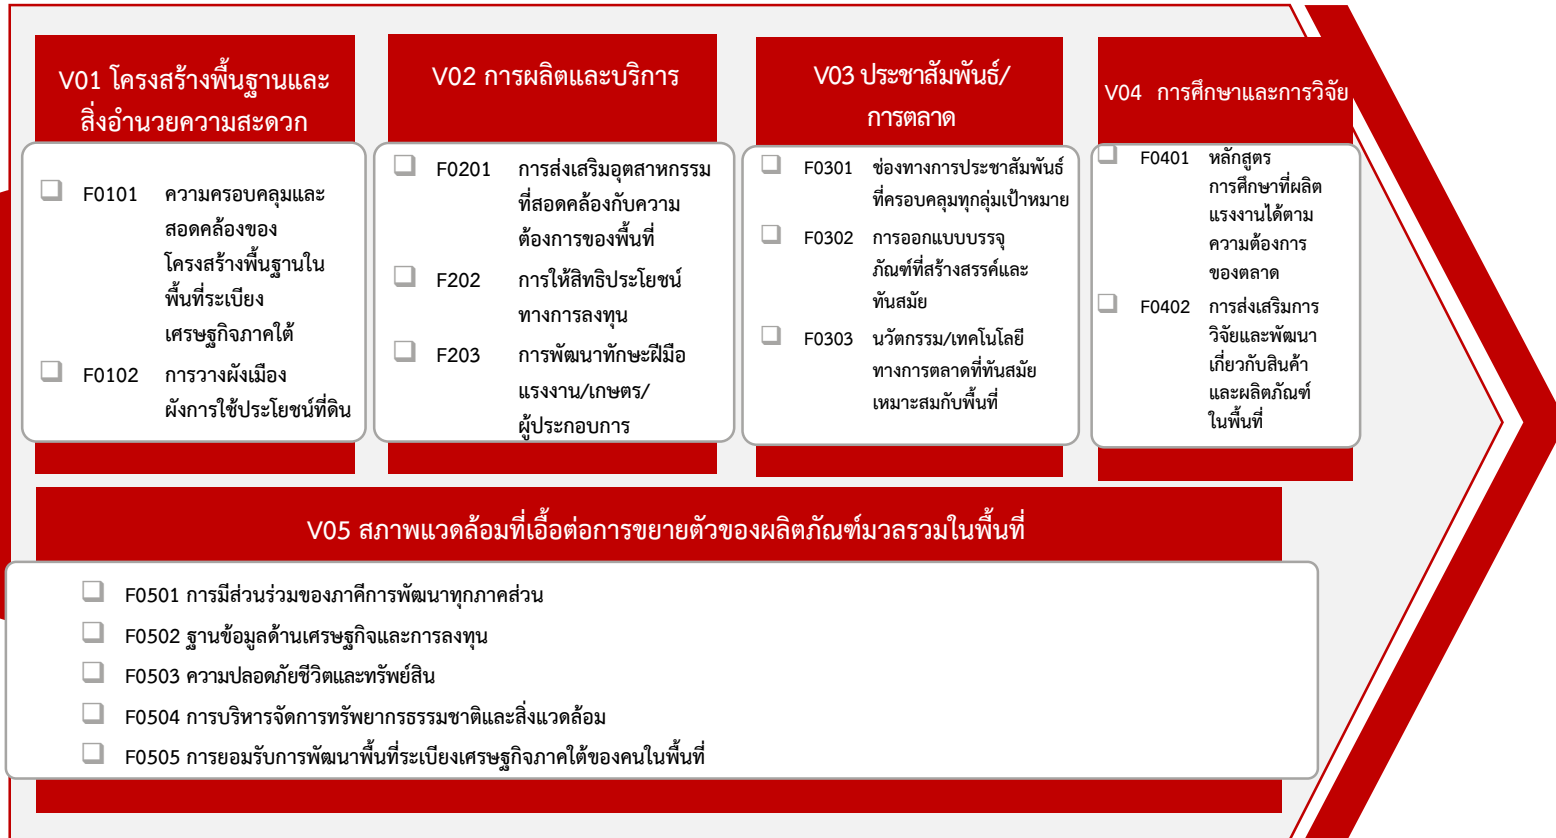 V01 โครงสร้างพื้นฐานและ
สิ่งอำนวยความสะดวก
F0101 ความครอบคลุมและ
สอดคล้องของ
โครงสร้างพื้นฐานใน
พื้นที่ระเบียง
เศรษฐกิจภาคใต้
F0102 การวางผังเมือง
ผังการใช้ประโยชน์ที่ดิน
V02 การผลิตและบริการ
F0201 การส่งเสริมอุตสาหกรรม
ที่สอดคล้องกับความ
ต้องการของพื้นที่
F202 การให้สิทธิประโยชน์
ทางการลงทุน
F203 การพัฒนาทักษะฝีมือ
แรงงาน/เกษตร/
ผู้ประกอบการ
V03 ประชาสัมพันธ์/
การตลาด
F0301 ช่องทางการประชาสัมพันธ์
ที่ครอบคลุมทุกลุ่มเป้าหมาย
F0302 การออกแบบบรรจุ
ภัณฑ์ที่สร้างสรรค์และ
ทันสมัย
F0303 นวัตกรรม/เทคโนโลยี
ทางการตลาดที่ทันสมัย
เหมาะสมกับพื้นที่
V04 การศึกษาและการวิจัย
F0401 หลักสูตร
การศึกษาที่ผลิต
แรงงานได้ตาม
ความต้องการ
ของตลาด
F0402 การส่งเสริมการ
วิจัยและพัฒนา
เกี่ยวกับสินค้า
และผลิตภัณฑ์
ในพื้นที่
V05 สภาพแวดล้อมที่เอื้อต่อการขยายตัวของผลิตภัณฑ์มวลรวมในพื้นที่
F0501 การมีส่วนร่วมของภาคีการพัฒนาทุกภาคส่วน
F0502 ฐานข้อมูลด้านเศรษฐกิจและการลงทุน
F0503 ความปลอดภัยชีวิตและทรัพย์สิน
F0504 การบริหารจัดการทรัพยากรธรรมชาติและสิ่งแวดล้อม
F0505 การยอมรับการพัฒนาพื้นที่ระเบียงเศรษฐกิจภาคใต้ของคนในพื้นที่